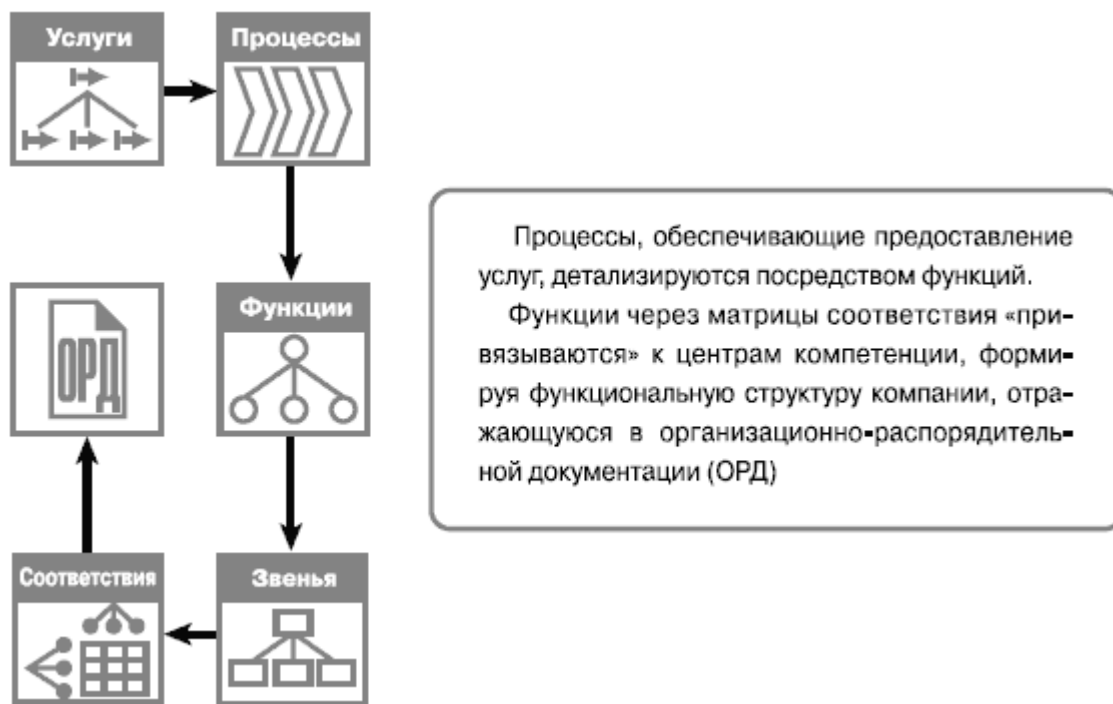 Услуги
Процессы
Процессы, обеспечивающие предоставление
услуг, детализируются посредством функций.
Функции через матрицы соответствия «при-
вязываются» к центрам компетенции, форми-
руя функциональную структуру компании, отра-
жающуюся в организационно-распорядитель-
ной документации (ОРД)
ОРД
Функции
Соответствия
Звенья